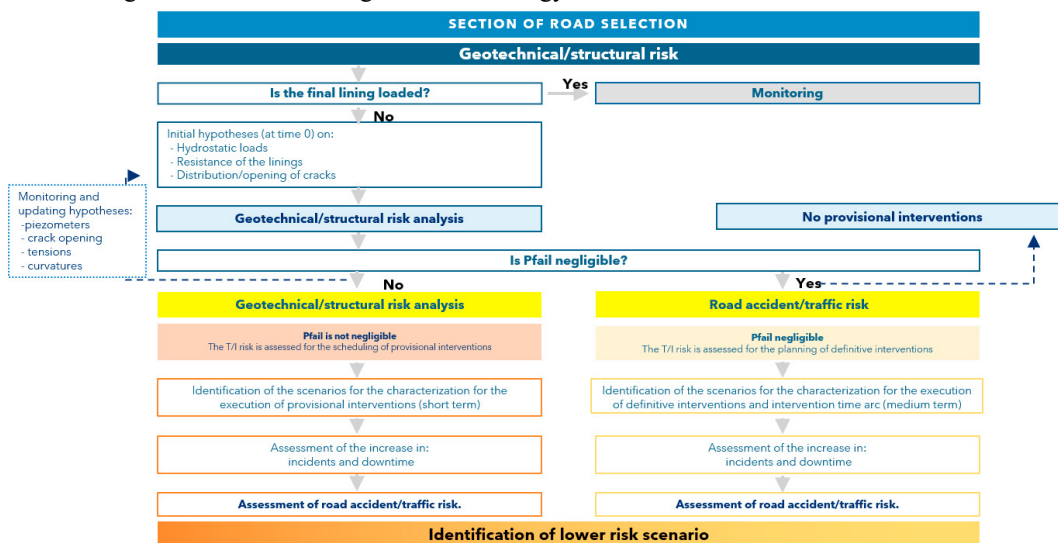 SECTION OF ROAD SELECTION
Geotechnical/structural risk
Is the final lining loaded?
Yes
Monitoring
No
Initial hypotheses (at time 0) on:
- Hydrostatic loads
- Resistance of the linings
- Distribution/opening of cracks
Monitoring and
updating hypotheses:
-piezometers
- crack opening
- tensions
- curvatures
Geotechnical/structural risk analysis
No provisional interventions
Is Pfail negligible?
No
Yes
Geotechnical/structural risk analysis
Road accident/traffic risk
Pfail is not negligible
The T/I risk is assessed for the scheduling of provisional interventions
Pfail negligible
The T/I risk is assessed for the planning of definitive interventions
Identification of the scenarios for the characterization for the
execution of provisional interventions (short term)
Identification of the scenarios for the characterization for the execution
of definitive interventions and intervention time arc (medium term)
Assessment of the increase in:
incidents and downtime
Assessment of the increase in:
incidents and downtime
Assessment of road accident/traffic risk.
Assessment of road accident/traffic risk.
Identification of lower risk scenario